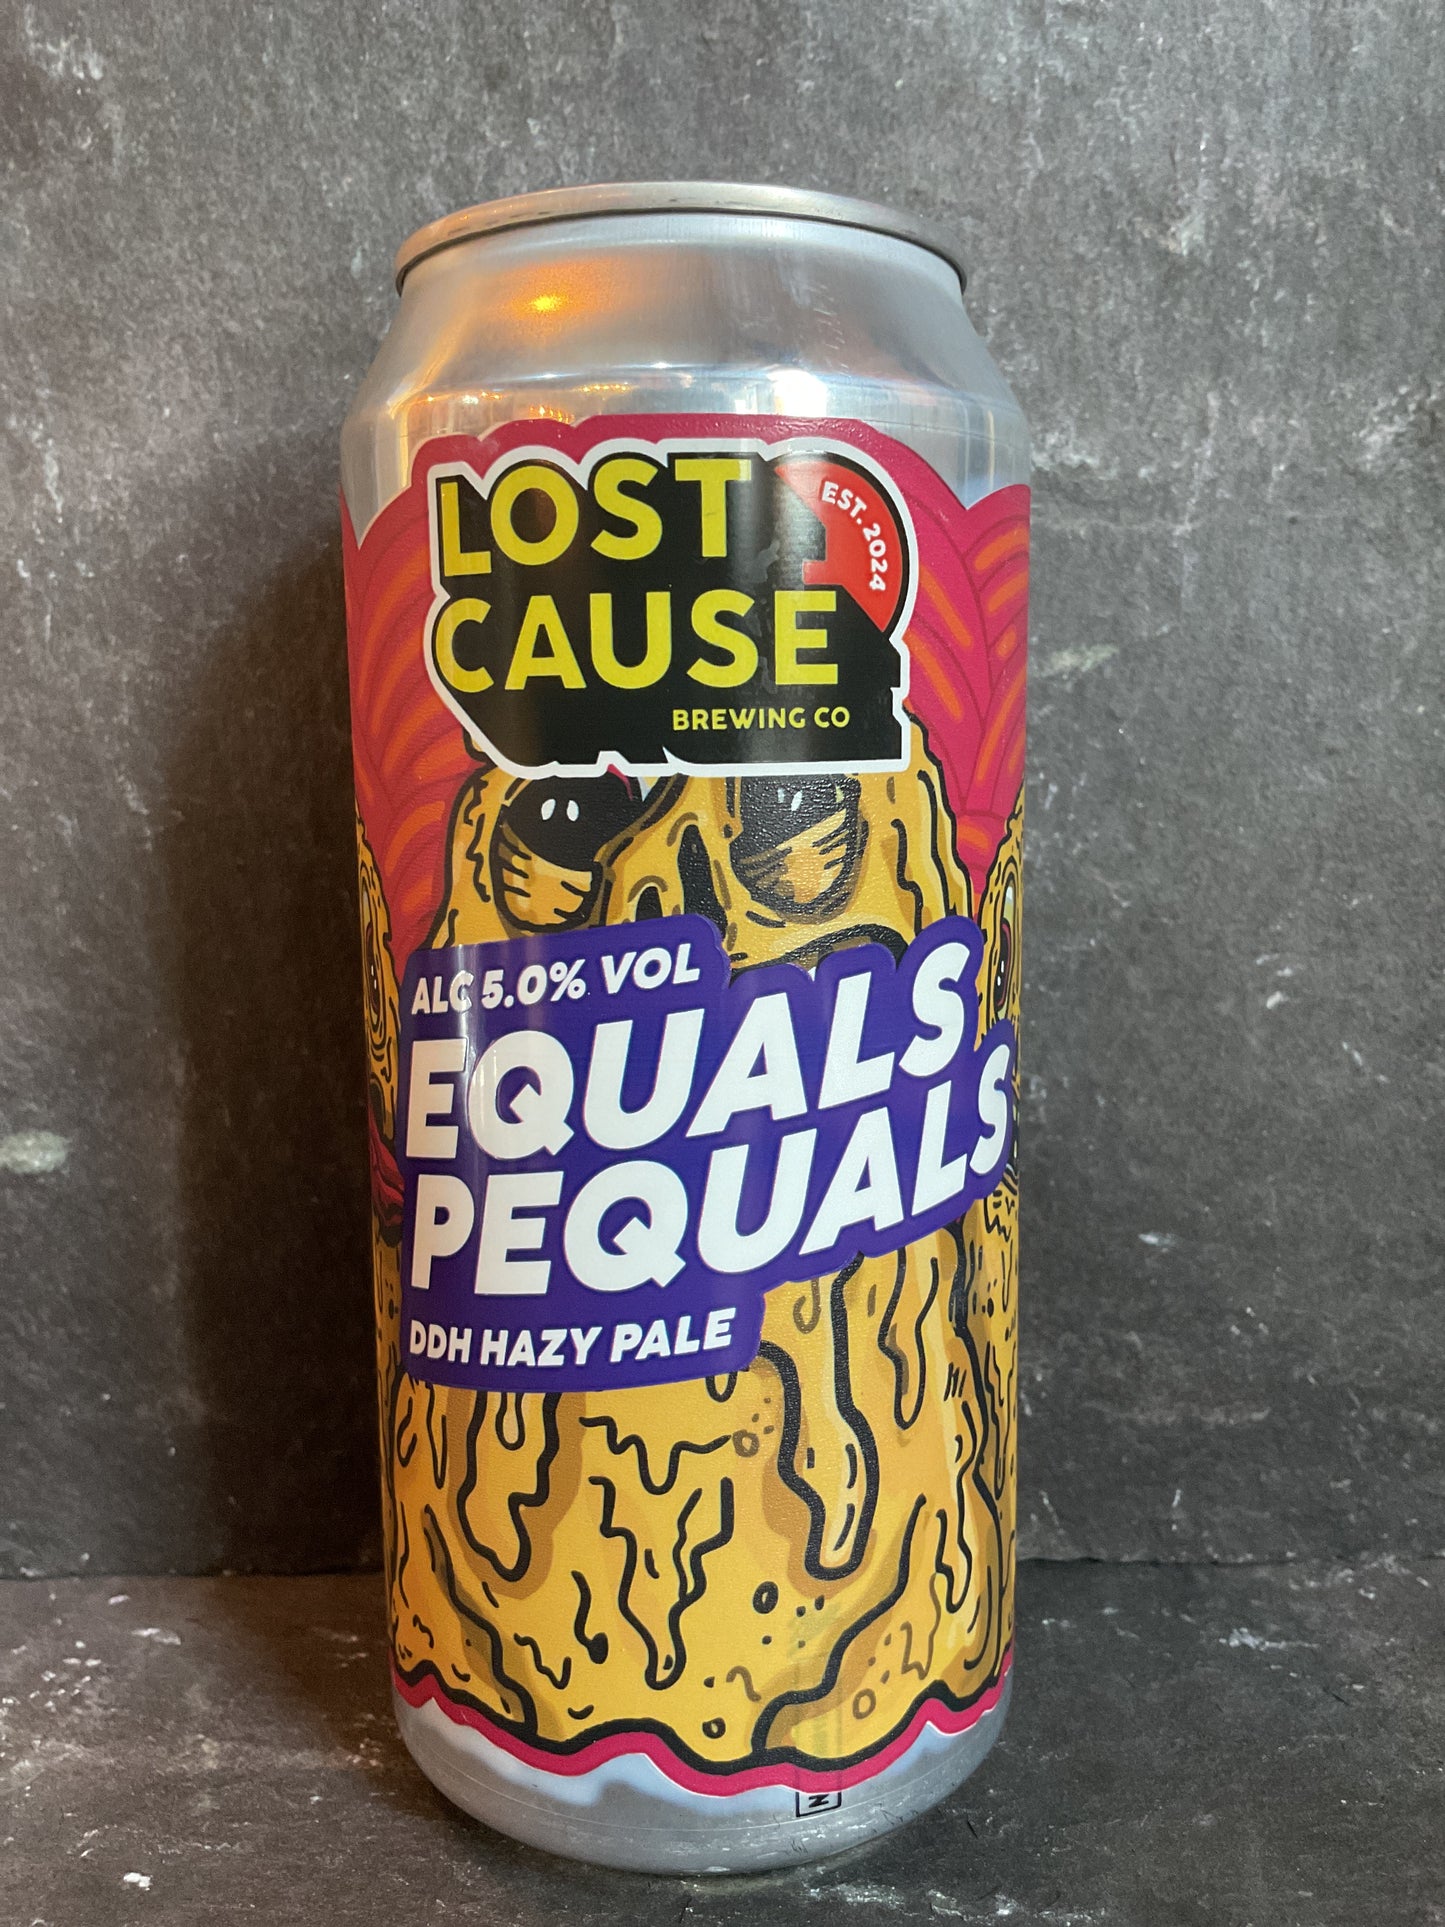 LOST
CAUSE
EST. 2024
BREWING CO
ALC 5.0% VOL
EQUALS
PEQUALS
DDH HAZY PALE